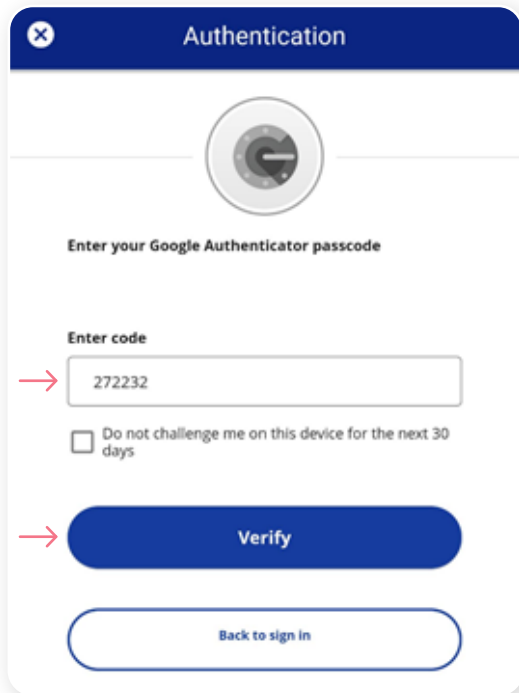 Authentication
Enter your Google Authenticator passcode
Enter code
272232
Do not challenge me on this device for the next 30
days
Verify
Back to sign in